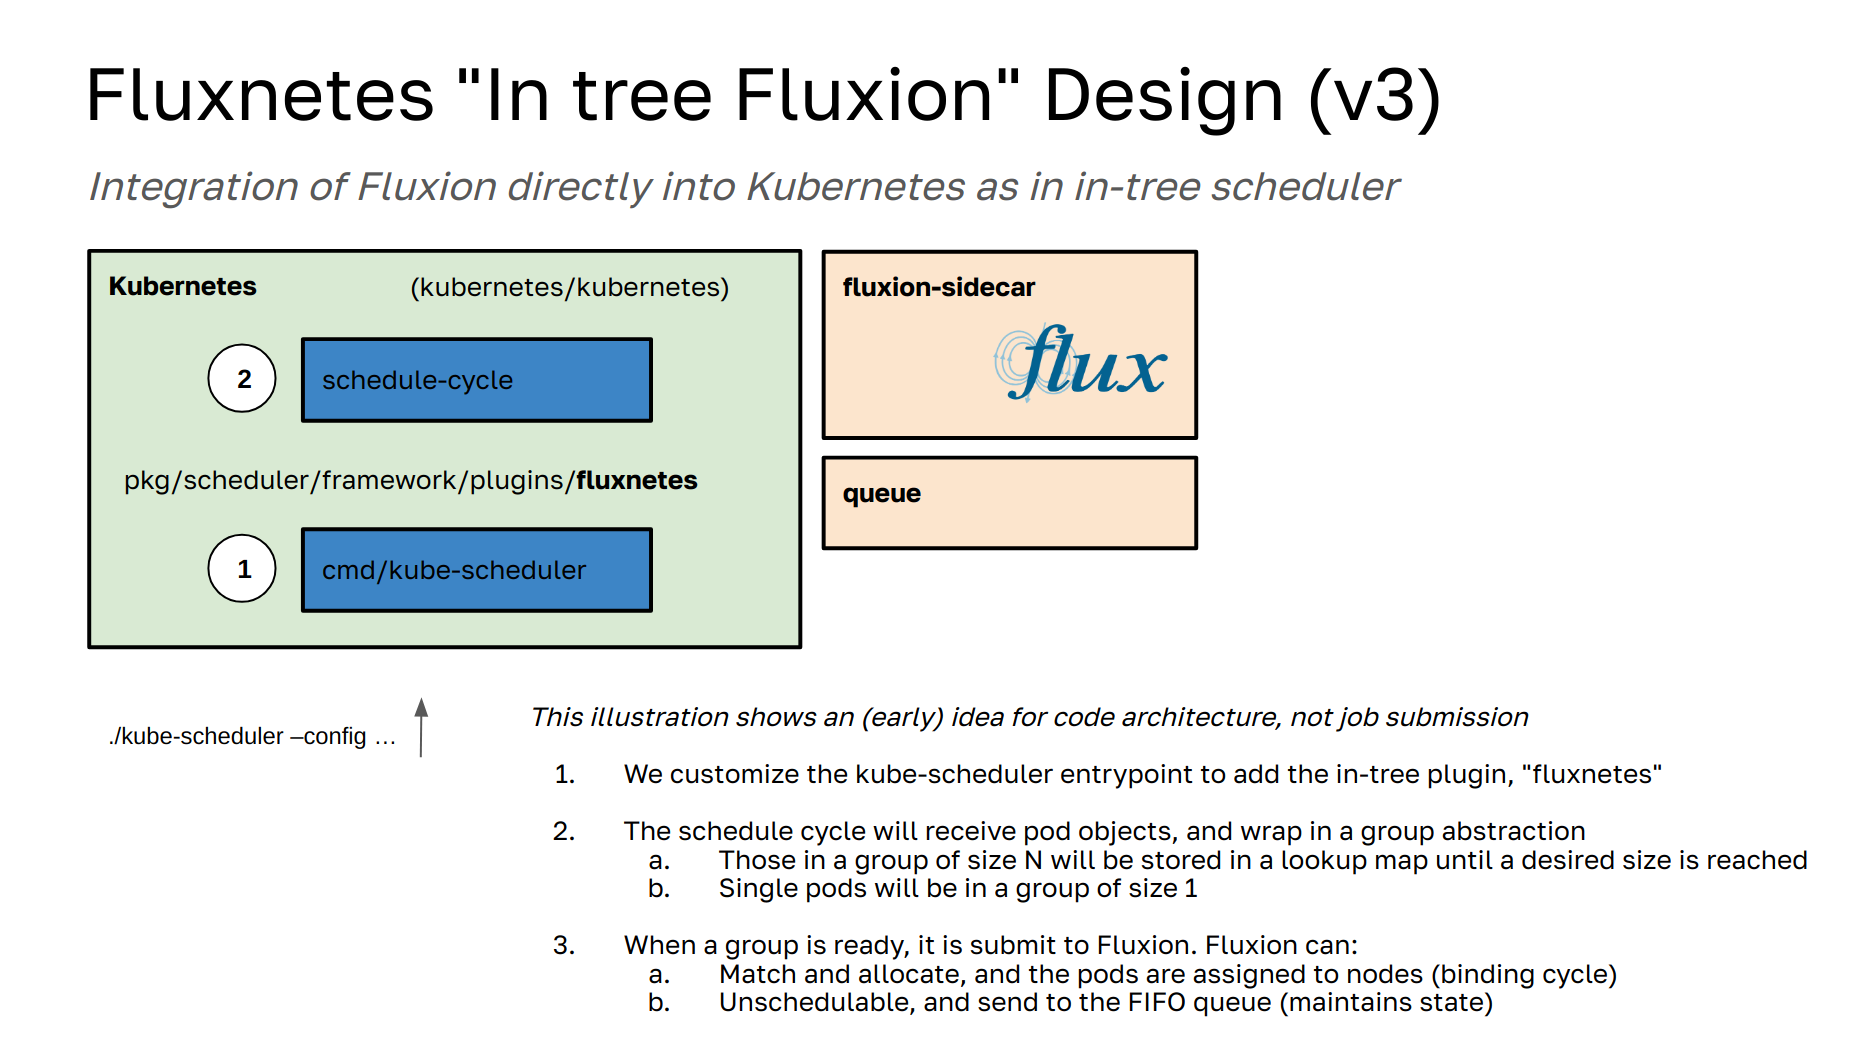 Fluxnetes "In tree Fluxion" Design (v3)
Integration of Fluxion directly into Kubernetes as in in-tree scheduler
Kubernetes (kubernetes/kubernetes)
2 schedule-cycle
pkg/scheduler/framework/plugins/fluxnetes
1 cmd/kube-scheduler
fluxion-sidecar
flux
queue
./kube-scheduler –config …
This illustration shows an (early) idea for code architecture, not job submission
1. We customize the kube-scheduler entrypoint to add the in-tree plugin, "fluxnetes"
2. The schedule cycle will receive pod objects, and wrap in a group abstraction
a. Those in a group of size N will be stored in a lookup map until a desired size is reached
b. Single pods will be in a group of size 1
3. When a group is ready, it is submit to Fluxion. Fluxion can:
a. Match and allocate, and the pods are assigned to nodes (binding cycle)
b. Unschedulable, and send to the FIFO queue (maintains state)